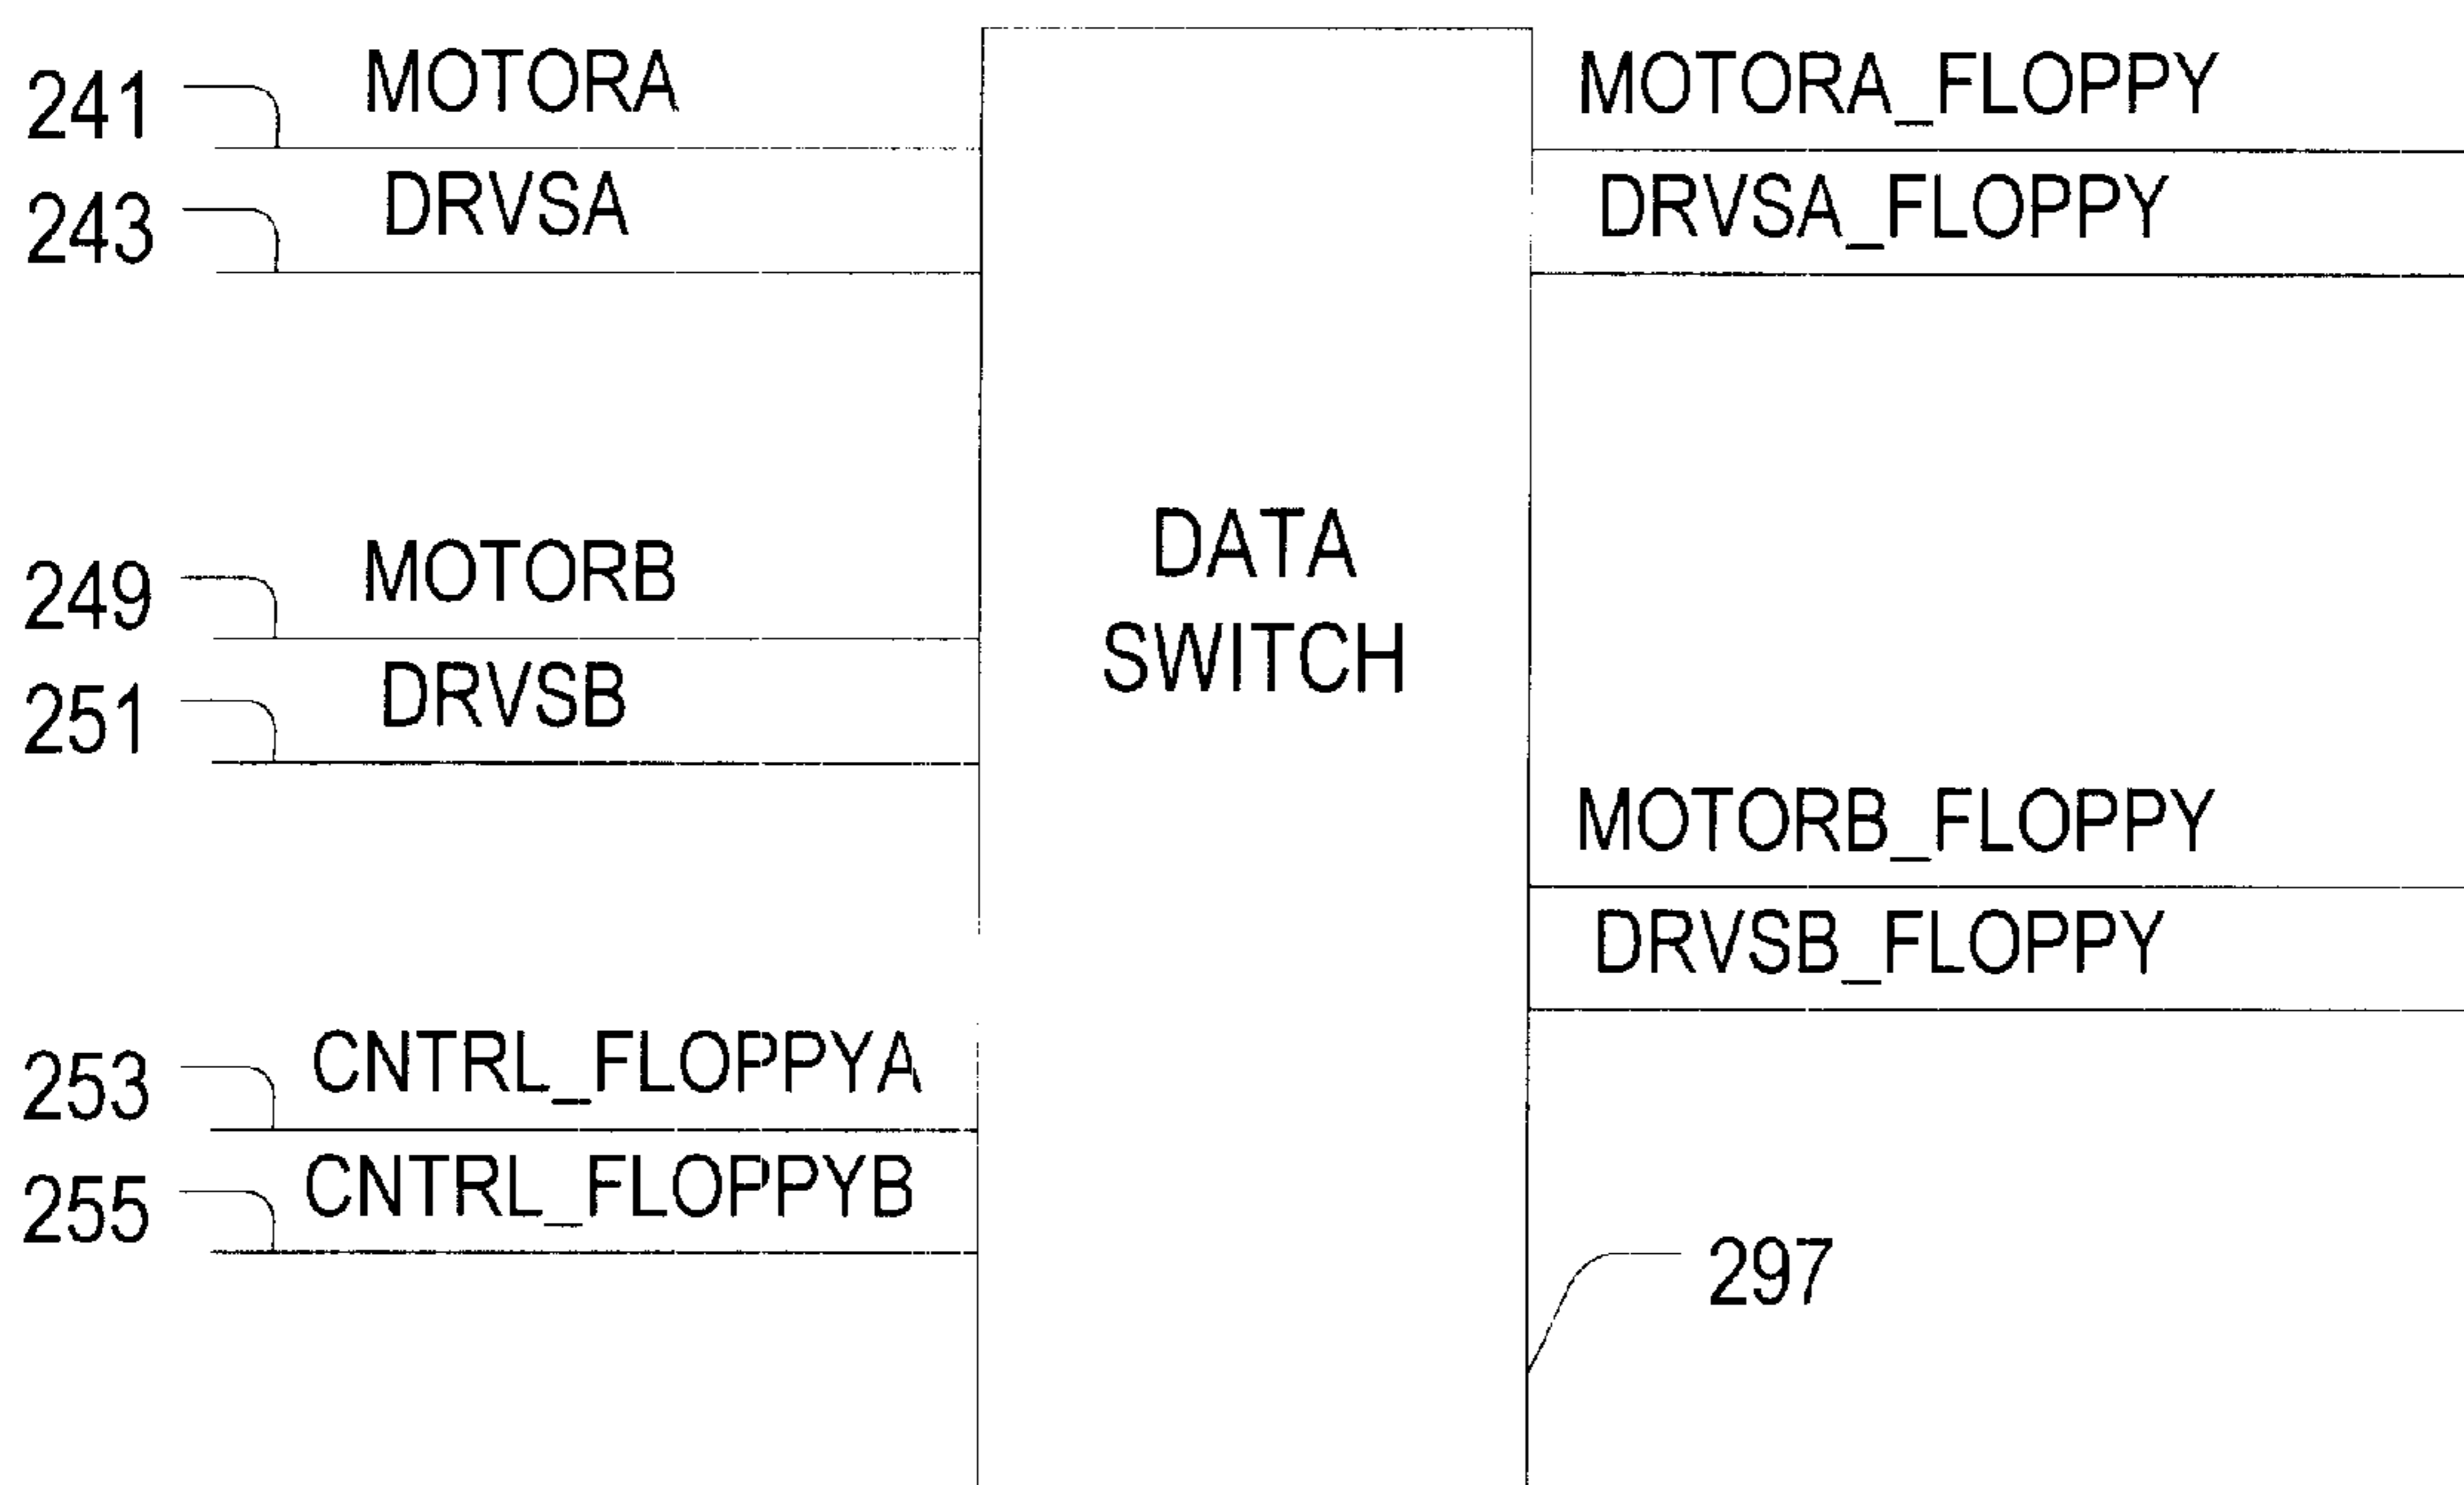 241
MOTORA
243
DRVSA
249
MOTORB
251
DRVSB
253
CNTRL_FLOPPYA
255
CNTRL_FLOPPYB
DATA
SWITCH
MOTORA_FLOPPY
DRVSA_FLOPPY
MOTORB_FLOPPY
DRVSB_FLOPPY
297